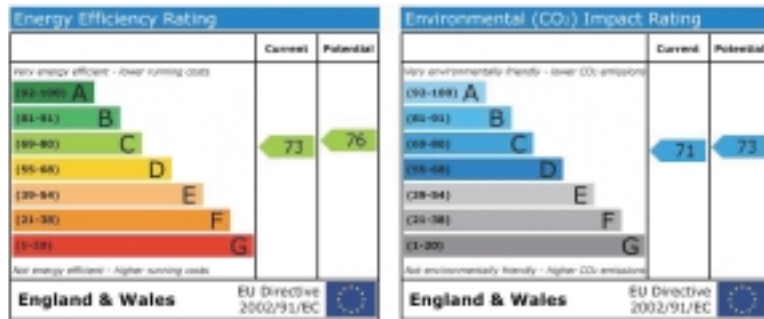 Energy Efficiency Rating
Current Potential
Very energy efficient - lower running costs
(92-100) A
(81-91) B
(69-80) C
(55-68) D
(39-54) E
(21-38) F
(1-20) G
73
76
Not energy efficient - higher running costs
England & Wales
EU Directive
2002/91/EC
Environmental (CO₂) Impact Rating
Current Potential
Very environmentally friendly - lower CO₂ emissions
(92-100) A
(81-91) B
(69-80) C
(55-68) D
(39-54) E
(21-38) F
(1-20) G
71
73
Not environmentally friendly - higher CO₂ emissions
England & Wales
EU Directive
2002/91/EC